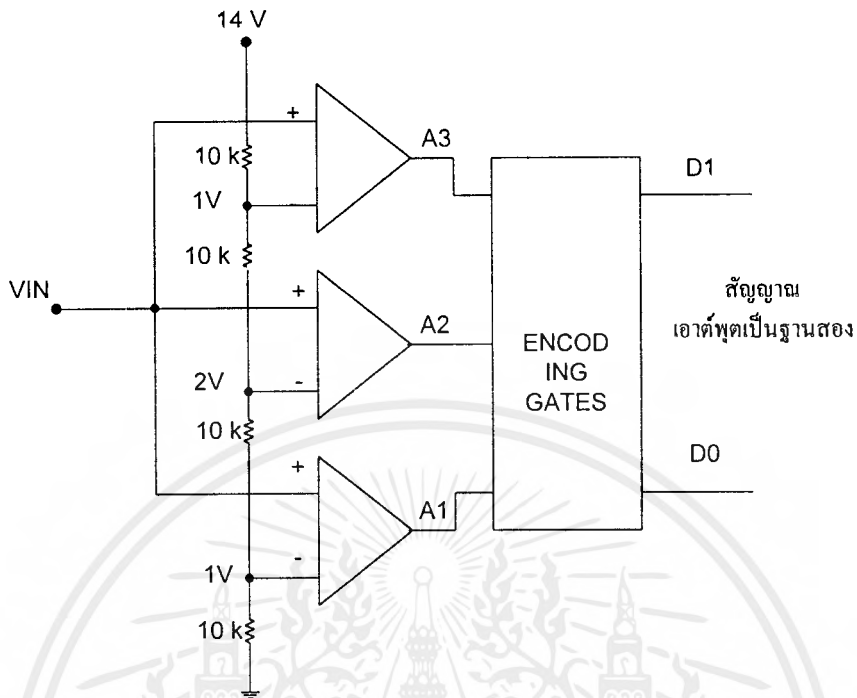 14 V
+
A3
10 k
D1
1V
-
10 k
VIN
+
A2
สัญญาณ
เอาต์พุตเป็นฐานสอง
ENCOD
ING
GATES
2V
-
10 k
D0
+
A1
1V
-
10 k